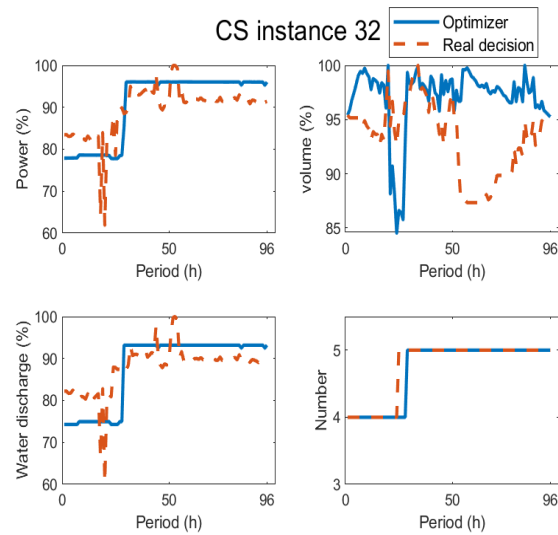 CS instance 32
Optimizer
Real decision
100
90
80
70
60
Power (%)
0
50
96
Period (h)
100
95
90
85
volume (%)
0
50
96
Period (h)
100
90
80
70
60
Water discharge (%)
0
50
96
Period (h)
5
4
3
Number
0
50
96
Period (h)